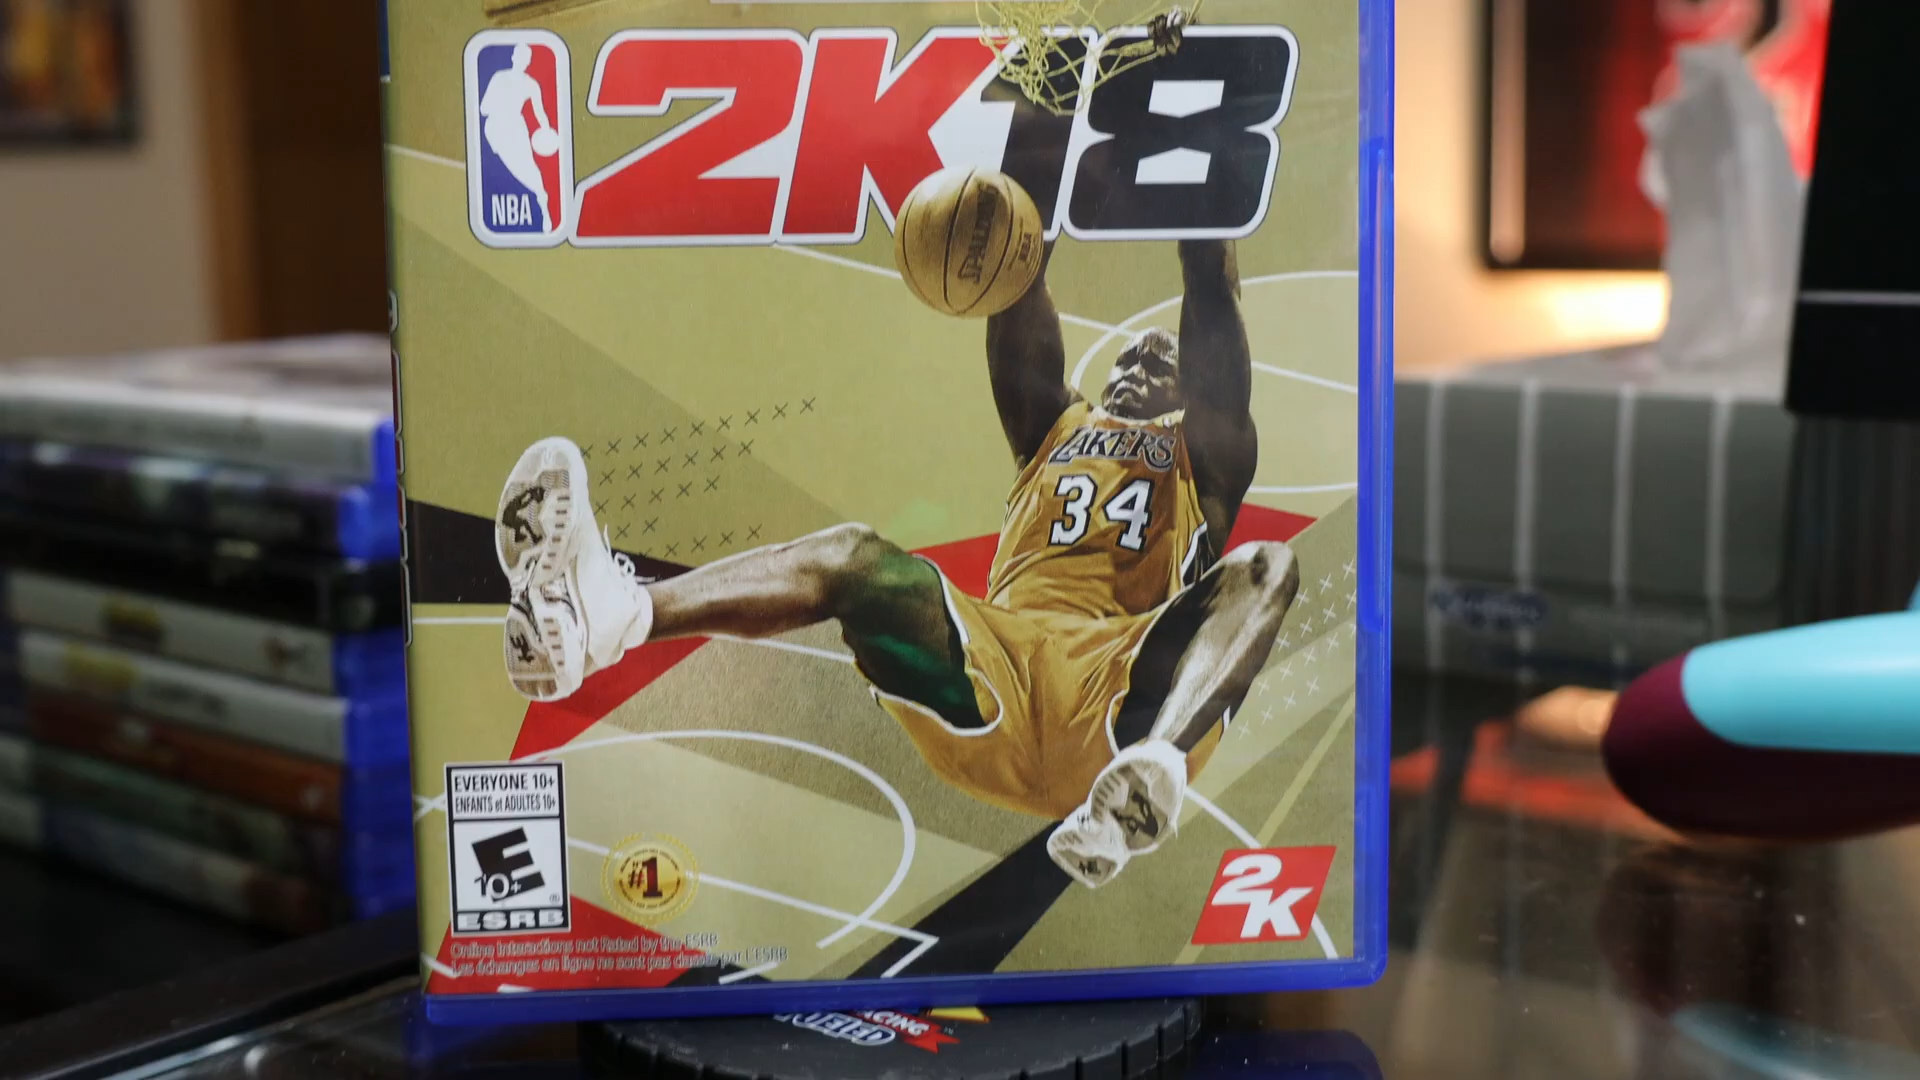 NBA
2K18
SPALDING
LAKERS
34
EVERYONE 10+
ENFANTS et ADULTES 10+
E
10+
®
ESRB
#1
2K
Online Interactions not Rated by the ESRB
Les échanges en ligne ne sont pas classés par l'ESRB
RACING